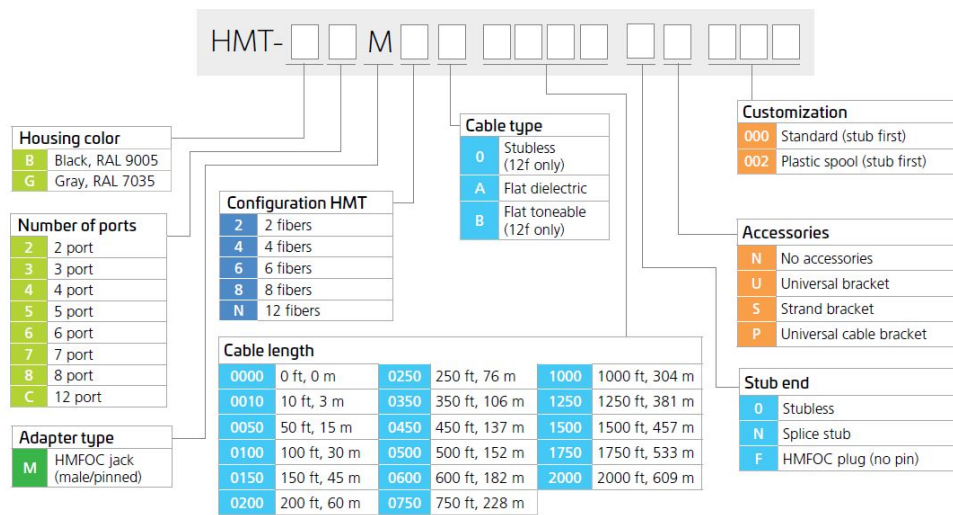 HMT- M
Housing color
B Black, RAL 9005
G Gray, RAL 7035
Number of ports
2 2 port
3 3 port
4 4 port
5 5 port
6 6 port
7 7 port
8 8 port
C 12 port
Adapter type
M HMFOC jack
(male/pinned)
Configuration HMT
2 2 fibers
4 4 fibers
6 6 fibers
8 8 fibers
N 12 fibers
Cable type
0 Stubless
(12f only)
A Flat dielectric
B Flat toneable
(12f only)
Cable length
0000 0 ft, 0 m 0250 250 ft, 76 m 1000 1000 ft, 304 m
0010 10 ft, 3 m 0350 350 ft, 106 m 1250 1250 ft, 381 m
0050 50 ft, 15 m 0450 450 ft, 137 m 1500 1500 ft, 457 m
0100 100 ft, 30 m 0500 500 ft, 152 m 1750 1750 ft, 533 m
0150 150 ft, 45 m 0600 600 ft, 182 m 2000 2000 ft, 609 m
0200 200 ft, 60 m 0750 750 ft, 228 m
Customization
000 Standard (stub first)
002 Plastic spool (stub first)
Accessories
N No accessories
U Universal bracket
S Strand bracket
P Universal cable bracket
Stub end
0 Stubless
N Splice stub
F HMFOC plug (no pin)